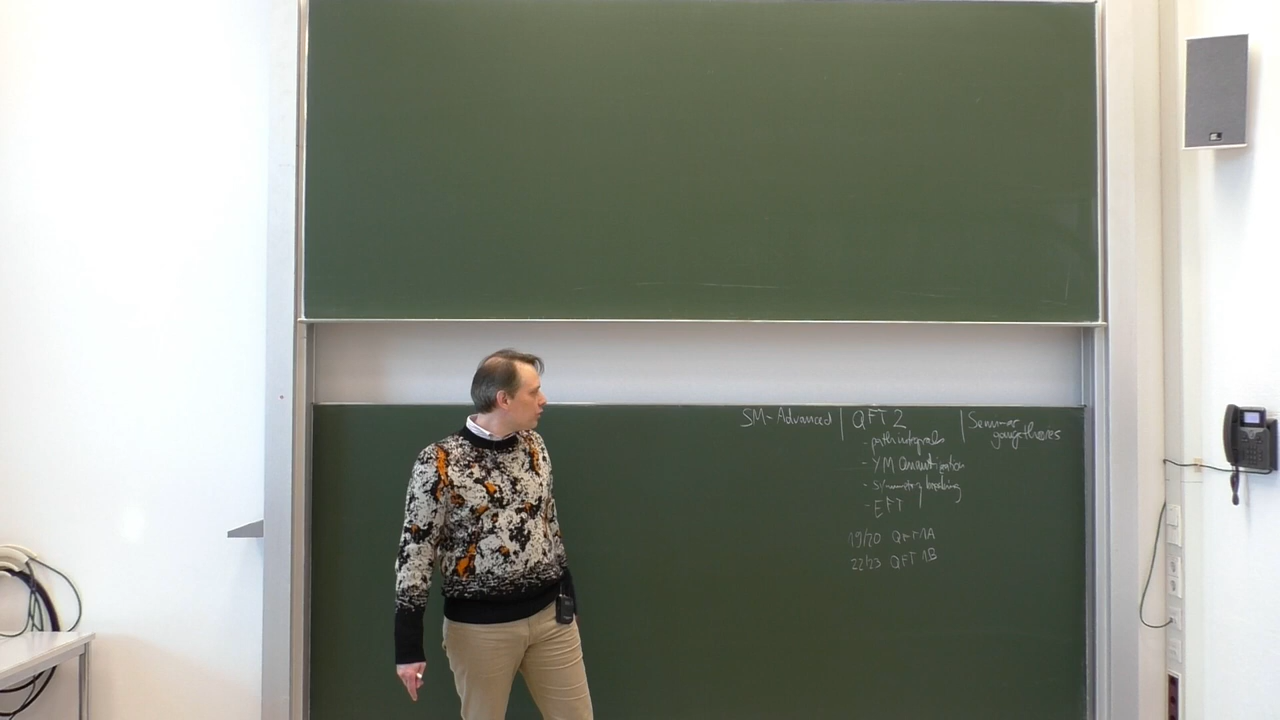 SM-Advanced | QFT 2 | Seminar
gauge theories
- path integrals
- YM Quantization
- Symmetry breaking
- EFT
19/20 QFT 1A
22/23 QFT 1B